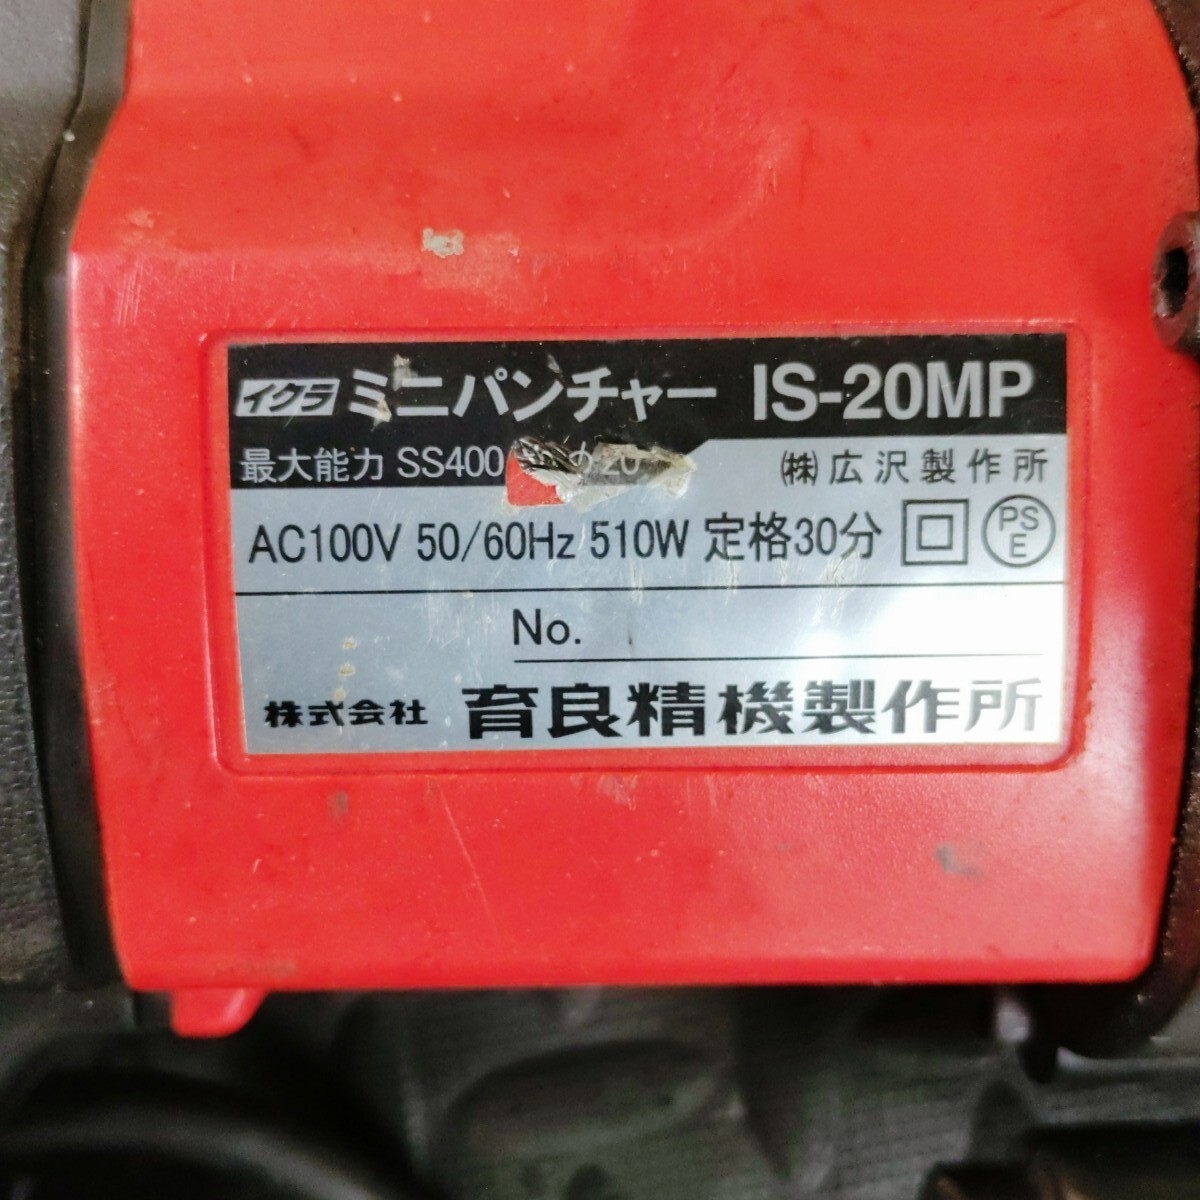 イクラ ミニパンチャー IS-20MP
最大能力 SS400 φ20
㈱広沢製作所
AC100V 50/60Hz 510W 定格30分 PSE
No.
株式会社 育良精機製作所